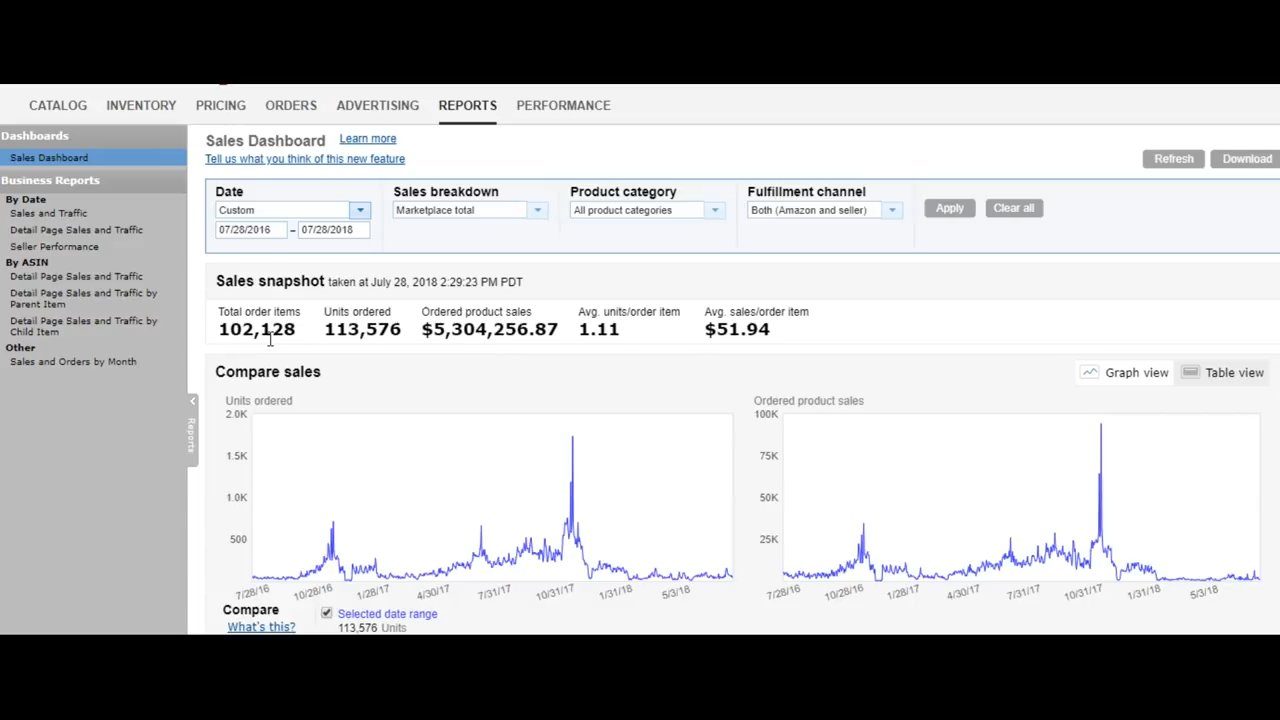 CATALOG INVENTORY PRICING ORDERS ADVERTISING REPORTS PERFORMANCE
Dashboards
Sales Dashboard
Business Reports
By Date
Sales and Traffic
Detail Page Sales and Traffic
Seller Performance
By ASIN
Detail Page Sales and Traffic
Detail Page Sales and Traffic by
Parent Item
Detail Page Sales and Traffic by
Child Item
Other
Sales and Orders by Month
Reports
Sales Dashboard Learn more
Tell us what you think of this new feature
Refresh Download
Date Sales breakdown Product category Fulfillment channel
Custom Marketplace total All product categories Both (Amazon and seller) Apply Clear all
07/28/2016 – 07/28/2018
Sales snapshot taken at July 28, 2018 2:29:23 PM PDT
Total order items Units ordered Ordered product sales Avg. units/order item Avg. sales/order item
102,128 113,576 $5,304,256.87 1.11 $51.94
Compare sales Graph view Table view
Units ordered
2.0K
1.5K
1.0K
500
7/28/16 10/28/16 1/28/17 4/30/17 7/31/17 10/31/17 1/31/18 5/3/18
Ordered product sales
100K
75K
50K
25K
7/28/16 10/28/16 1/28/17 4/30/17 7/31/17 10/31/17 1/31/18 5/3/18
Compare Selected date range
What's this? 113,576 Units